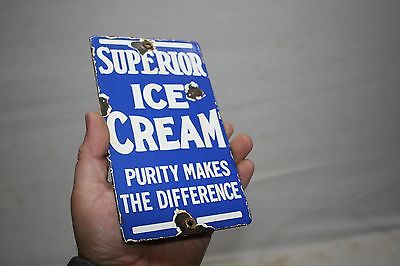 SUPERIOR
ICE
CREAM
PURITY MAKES
THE DIFFERENCE